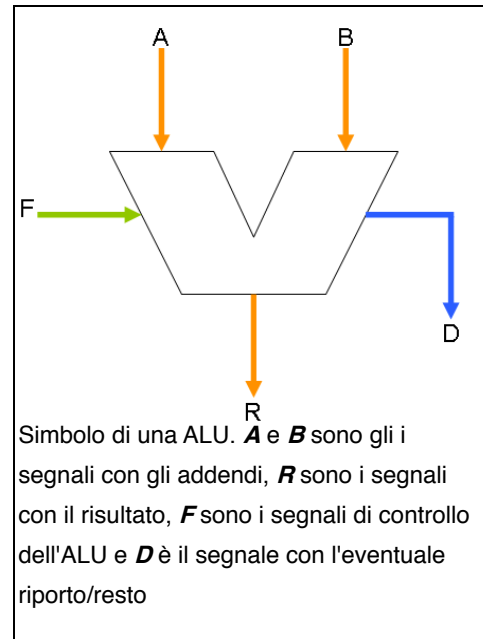 A
B
F
D
R
Simbolo di una ALU. A e B sono gli i
segnali con gli addendi, R sono i segnali
con il risultato, F sono i segnali di controllo
dell'ALU e D è il segnale con l'eventuale
riporto/resto